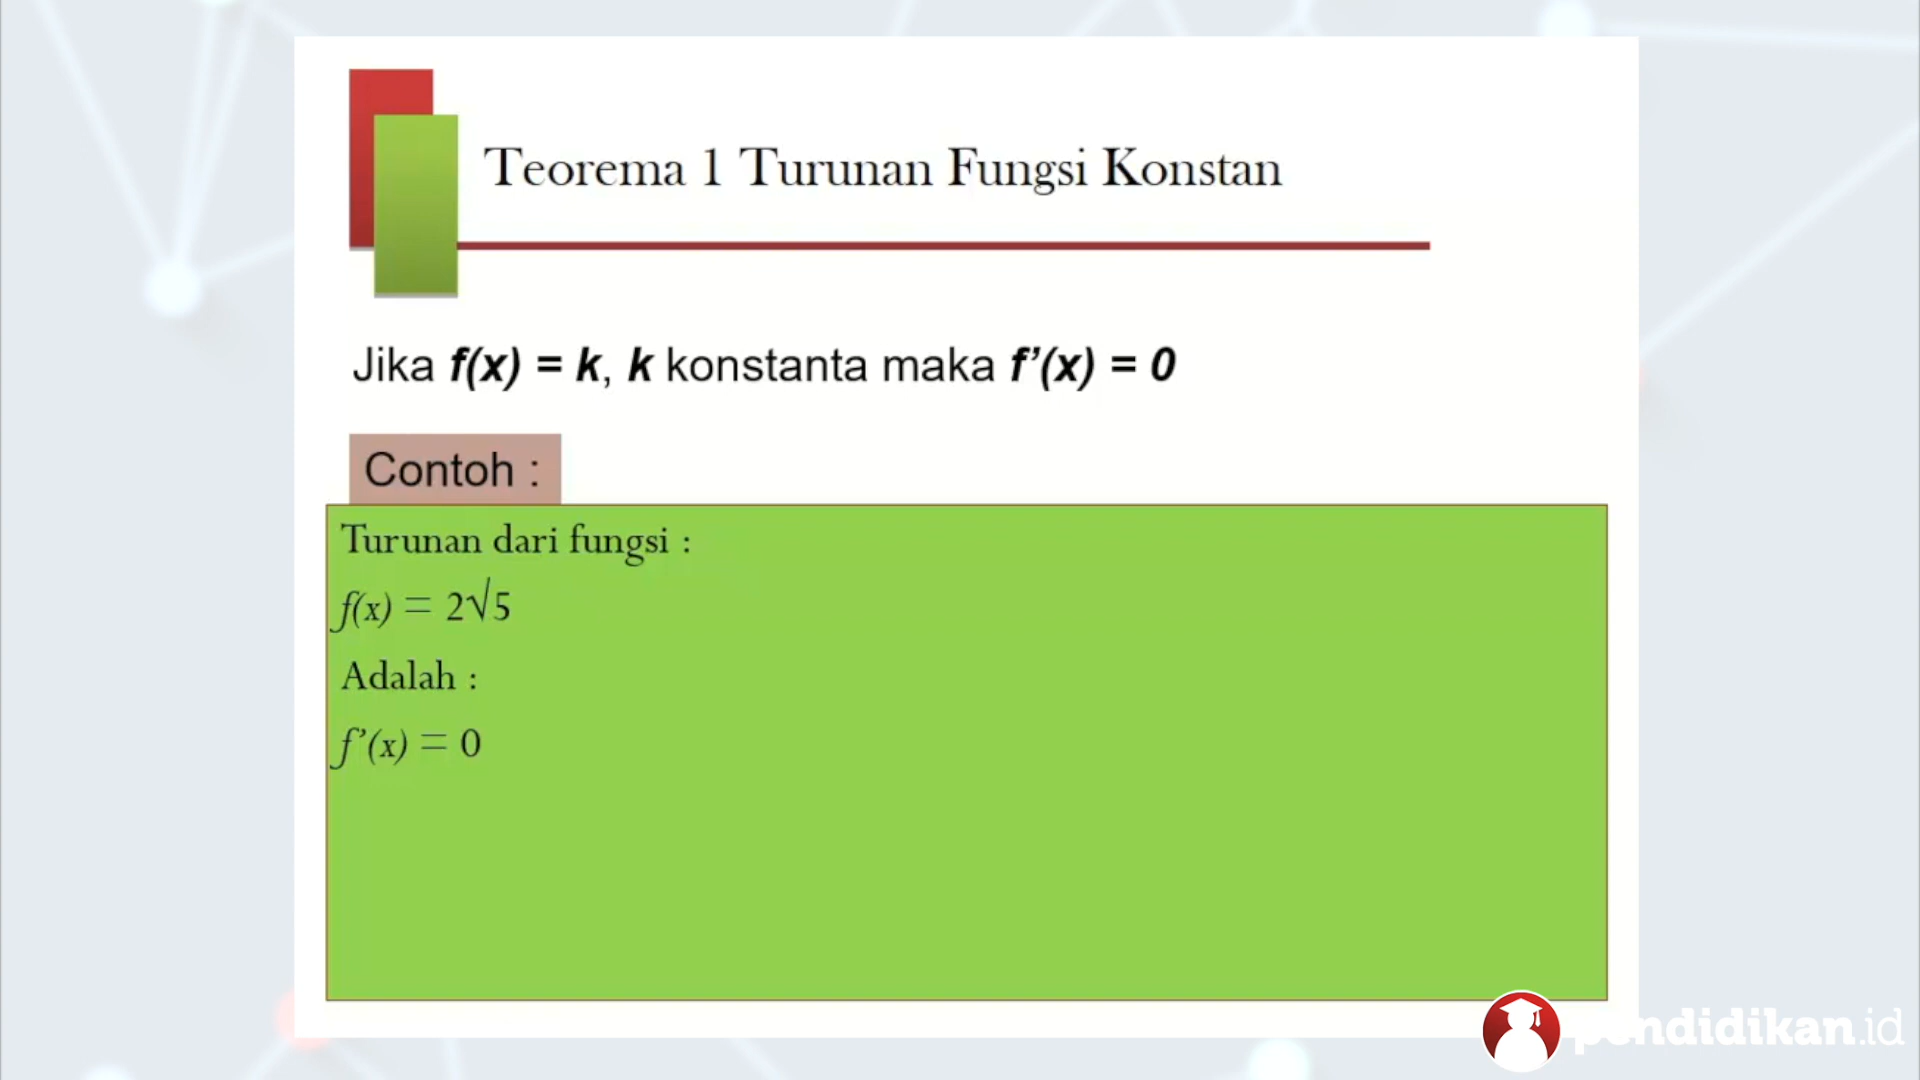 Teorema 1 Turunan Fungsi Konstan
Jika f(x) = k, k konstanta maka f’(x) = 0
Contoh :
Turunan dari fungsi :
f(x) = 2√5
Adalah :
f’(x) = 0
pendidikan.id